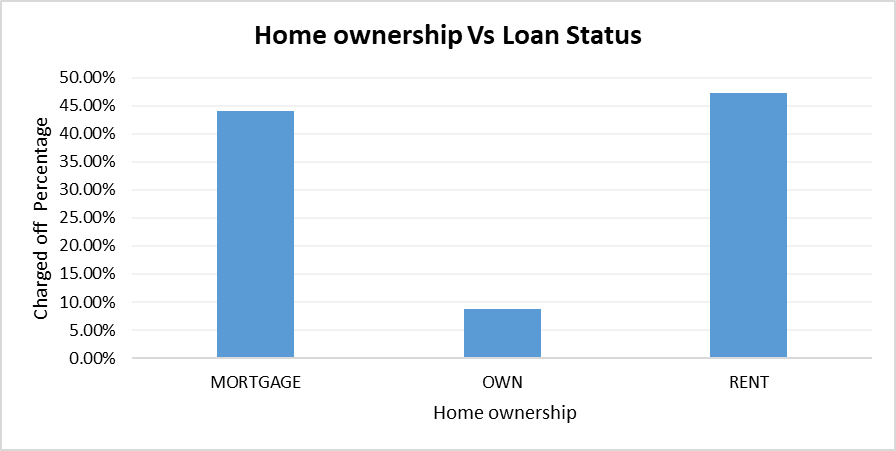 Home ownership Vs Loan Status
Charged off  Percentage
50.00%
45.00%
40.00%
35.00%
30.00%
25.00%
20.00%
15.00%
10.00%
5.00%
0.00%
MORTGAGE
OWN
RENT
Home ownership